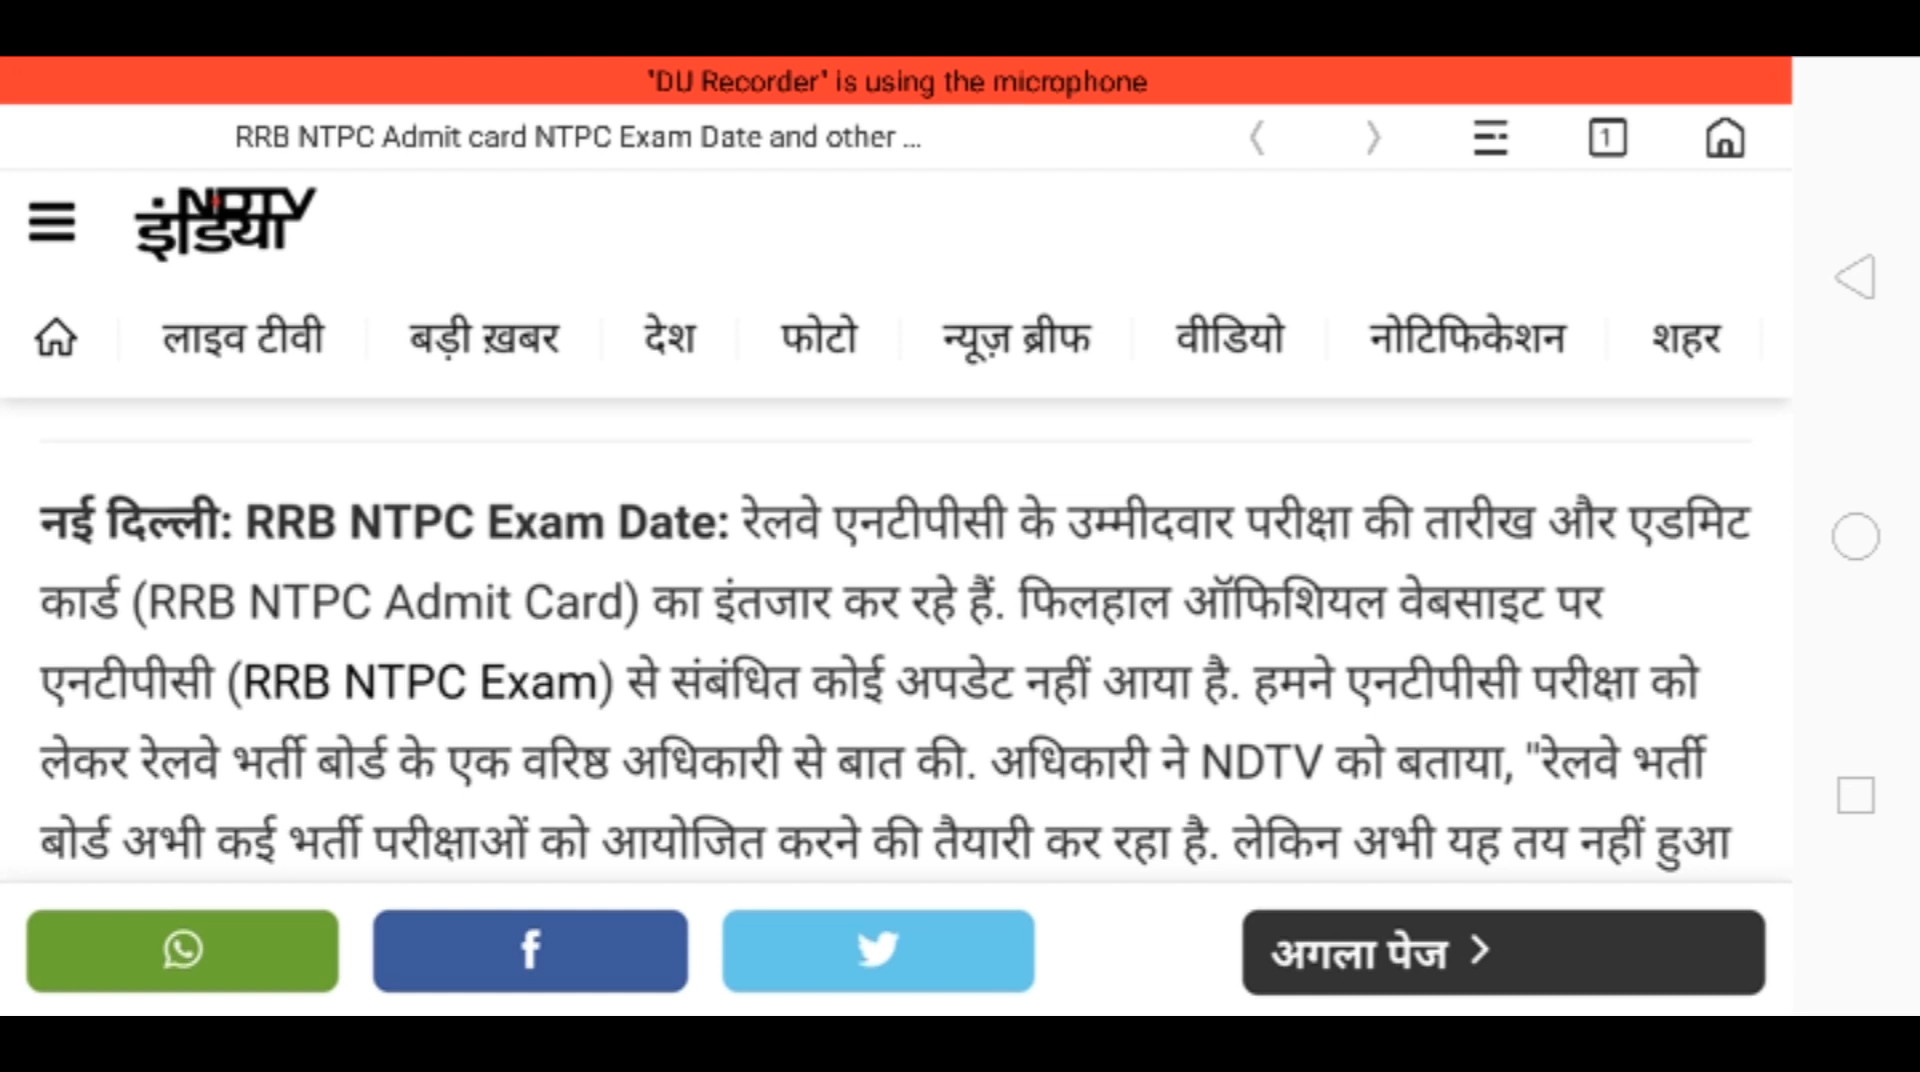 'DU Recorder' is using the microphone
RRB NTPC Admit card NTPC Exam Date and other ...
1
NDTV
इंडिया
लाइव टीवी बड़ी ख़बर देश फोटो न्यूज़ ब्रीफ वीडियो नोटिफिकेशन शहर
नई दिल्ली: RRB NTPC Exam Date: रेलवे एनटीपीसी के उम्मीदवार परीक्षा की तारीख और एडमिट
कार्ड (RRB NTPC Admit Card) का इंतजार कर रहे हैं. फिलहाल ऑफिशियल वेबसाइट पर
एनटीपीसी (RRB NTPC Exam) से संबंधित कोई अपडेट नहीं आया है. हमने एनटीपीसी परीक्षा को
लेकर रेलवे भर्ती बोर्ड के एक वरिष्ठ अधिकारी से बात की. अधिकारी ने NDTV को बताया, "रेलवे भर्ती
बोर्ड अभी कई भर्ती परीक्षाओं को आयोजित करने की तैयारी कर रहा है. लेकिन अभी यह तय नहीं हुआ
f
अगला पेज >